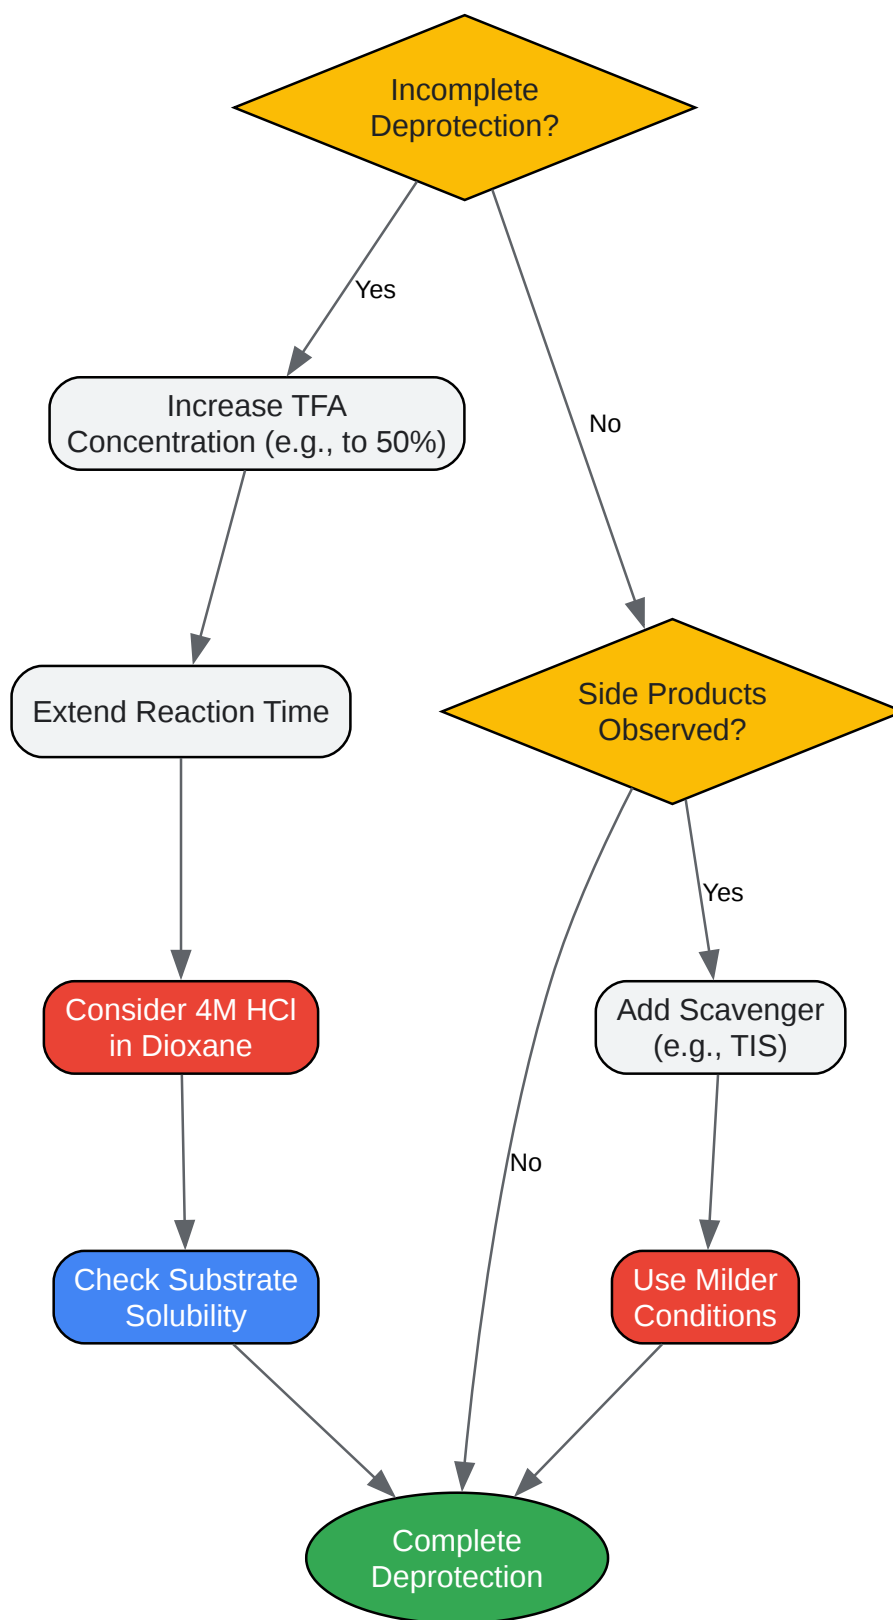 Incomplete
Deprotection?
Yes
Increase TFA
Concentration (e.g., to 50%)
No
Extend Reaction Time
Side Products
Observed?
Yes
Consider 4M HCl
in Dioxane
Add Scavenger
(e.g., TIS)
No
Check Substrate
Solubility
Use Milder
Conditions
Complete
Deprotection